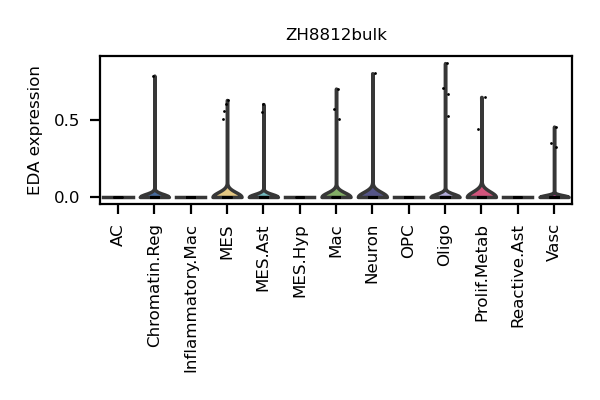 ZH8812bulk
EDA expression
0.5
0.0
AC
Chromatin.Reg
Inflammatory.Mac
MES
MES.Ast
MES.Hyp
Mac
Neuron
OPC
Oligo
Prolif.Metab
Reactive.Ast
Vasc